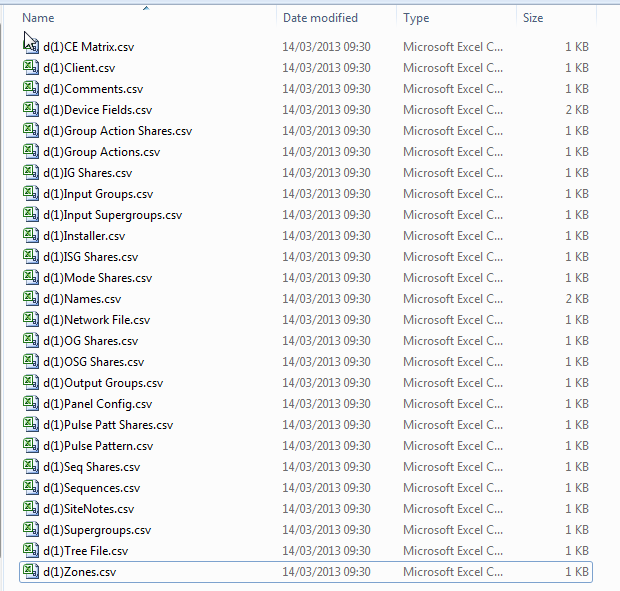 Name Date modified Type Size
d(1)CE Matrix.csv 14/03/2013 09:30 Microsoft Excel C... 1 KB
d(1)Client.csv 14/03/2013 09:30 Microsoft Excel C... 1 KB
d(1)Comments.csv 14/03/2013 09:30 Microsoft Excel C... 1 KB
d(1)Device Fields.csv 14/03/2013 09:30 Microsoft Excel C... 2 KB
d(1)Group Action Shares.csv 14/03/2013 09:30 Microsoft Excel C... 1 KB
d(1)Group Actions.csv 14/03/2013 09:30 Microsoft Excel C... 1 KB
d(1)IG Shares.csv 14/03/2013 09:30 Microsoft Excel C... 1 KB
d(1)Input Groups.csv 14/03/2013 09:30 Microsoft Excel C... 1 KB
d(1)Input Supergroups.csv 14/03/2013 09:30 Microsoft Excel C... 1 KB
d(1)Installer.csv 14/03/2013 09:30 Microsoft Excel C... 1 KB
d(1)ISG Shares.csv 14/03/2013 09:30 Microsoft Excel C... 1 KB
d(1)Mode Shares.csv 14/03/2013 09:30 Microsoft Excel C... 1 KB
d(1)Names.csv 14/03/2013 09:30 Microsoft Excel C... 2 KB
d(1)Network File.csv 14/03/2013 09:30 Microsoft Excel C... 1 KB
d(1)OG Shares.csv 14/03/2013 09:30 Microsoft Excel C... 1 KB
d(1)OSG Shares.csv 14/03/2013 09:30 Microsoft Excel C... 1 KB
d(1)Output Groups.csv 14/03/2013 09:30 Microsoft Excel C... 1 KB
d(1)Panel Config.csv 14/03/2013 09:30 Microsoft Excel C... 1 KB
d(1)Pulse Patt Shares.csv 14/03/2013 09:30 Microsoft Excel C... 1 KB
d(1)Pulse Pattern.csv 14/03/2013 09:30 Microsoft Excel C... 1 KB
d(1)Seq Shares.csv 14/03/2013 09:30 Microsoft Excel C... 1 KB
d(1)Sequences.csv 14/03/2013 09:30 Microsoft Excel C... 1 KB
d(1)SiteNotes.csv 14/03/2013 09:30 Microsoft Excel C... 1 KB
d(1)Supergroups.csv 14/03/2013 09:30 Microsoft Excel C... 1 KB
d(1)Tree File.csv 14/03/2013 09:30 Microsoft Excel C... 1 KB
d(1)Zones.csv 14/03/2013 09:30 Microsoft Excel C... 1 KB